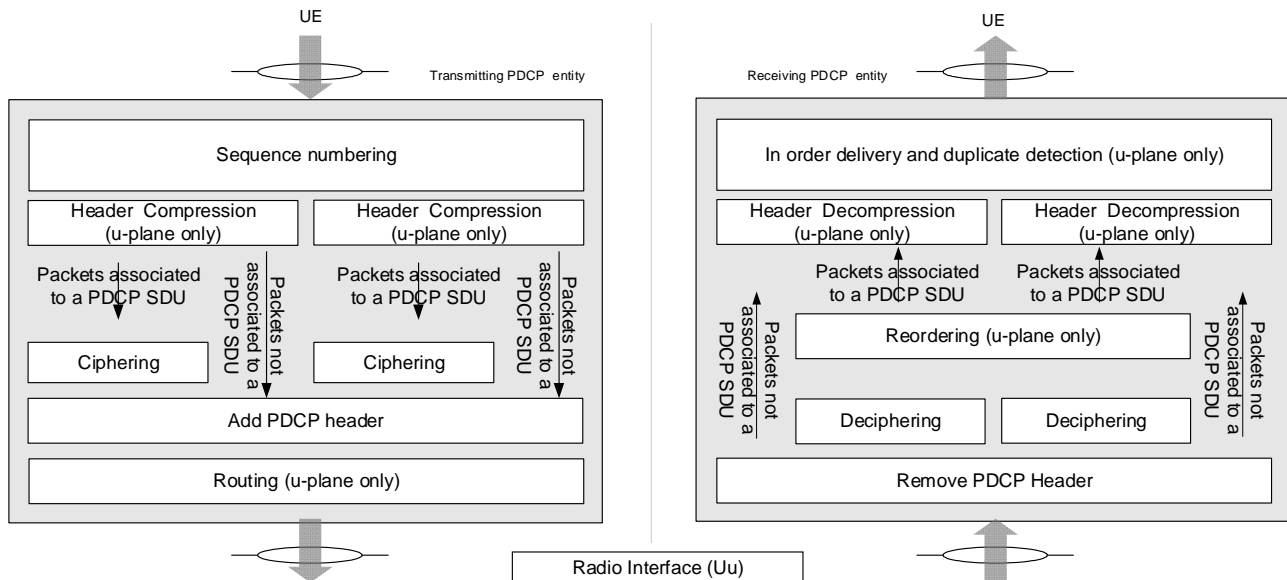 UE
Transmitting PDCP entity
Sequence numbering
Header Compression
(u-plane only)
Header Compression
(u-plane only)
Packets associated
to a PDCP SDU
Packets not
associated to a
PDCP SDU
Packets associated
to a PDCP SDU
Packets not
associated to a
PDCP SDU
Ciphering
Ciphering
Add PDCP header
Routing (u-plane only)
UE
Receiving PDCP entity
In order delivery and duplicate detection (u-plane only)
Header Decompression
(u-plane only)
Header Decompression
(u-plane only)
Packets associated
to a PDCP SDU
Packets associated
to a PDCP SDU
Packets not
associated to a
PDCP SDU
Reordering (u-plane only)
Packets not
associated to a
PDCP SDU
Deciphering
Deciphering
Remove PDCP Header
Radio Interface (Uu)